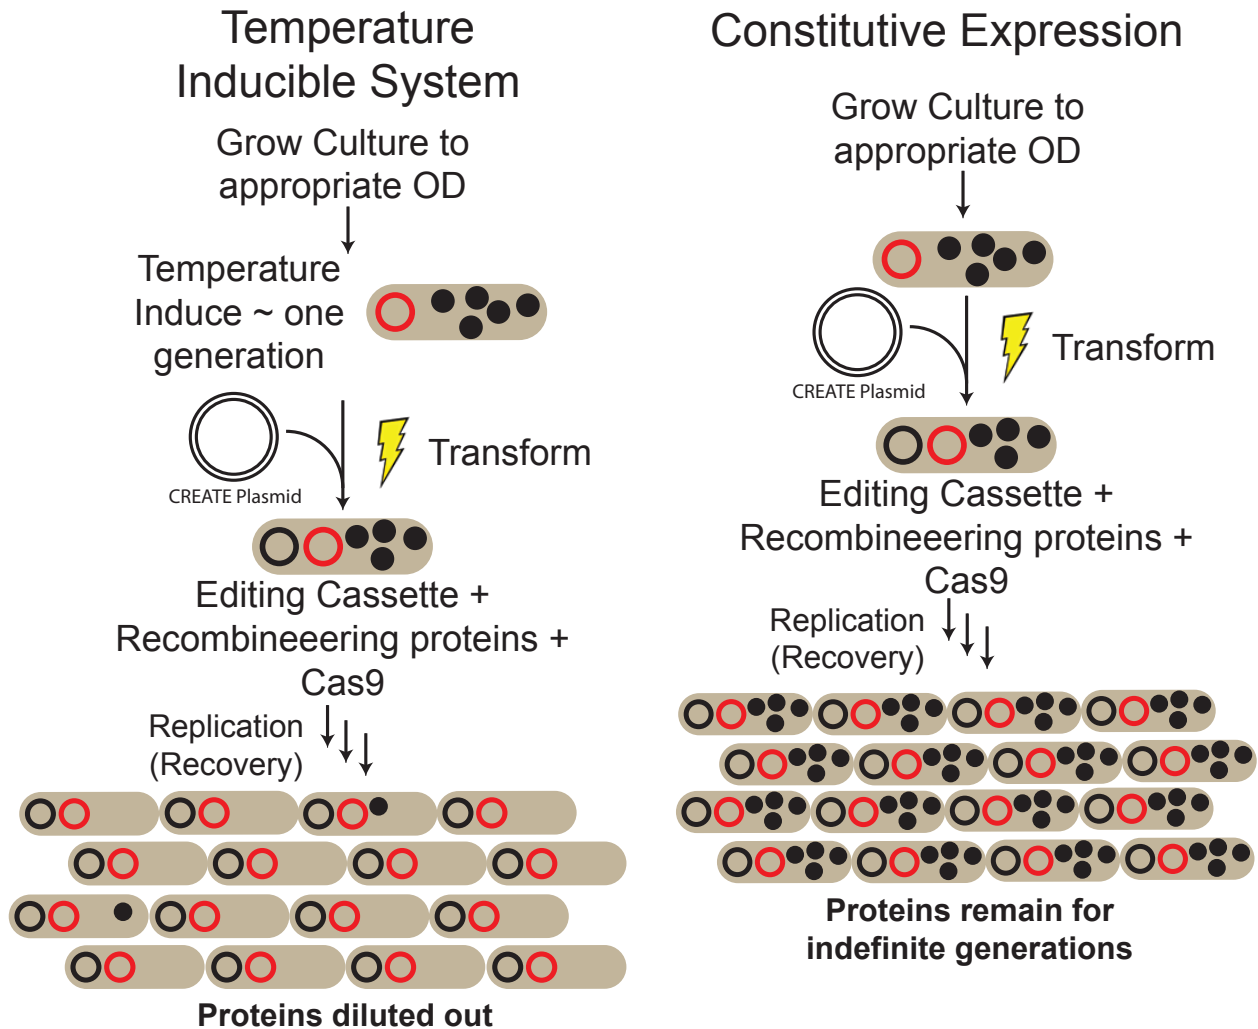 Temperature
Inducible System
Grow Culture to
appropriate OD
Temperature
Induce ~ one
generation
CREATE Plasmid
Transform
Editing Cassette +
Recombineeering proteins +
Cas9
Replication
(Recovery)
Proteins diluted out
Constitutive Expression
Grow Culture to
appropriate OD
CREATE Plasmid
Transform
Editing Cassette +
Recombineeering proteins +
Cas9
Replication
(Recovery)
Proteins remain for
indefinite generations